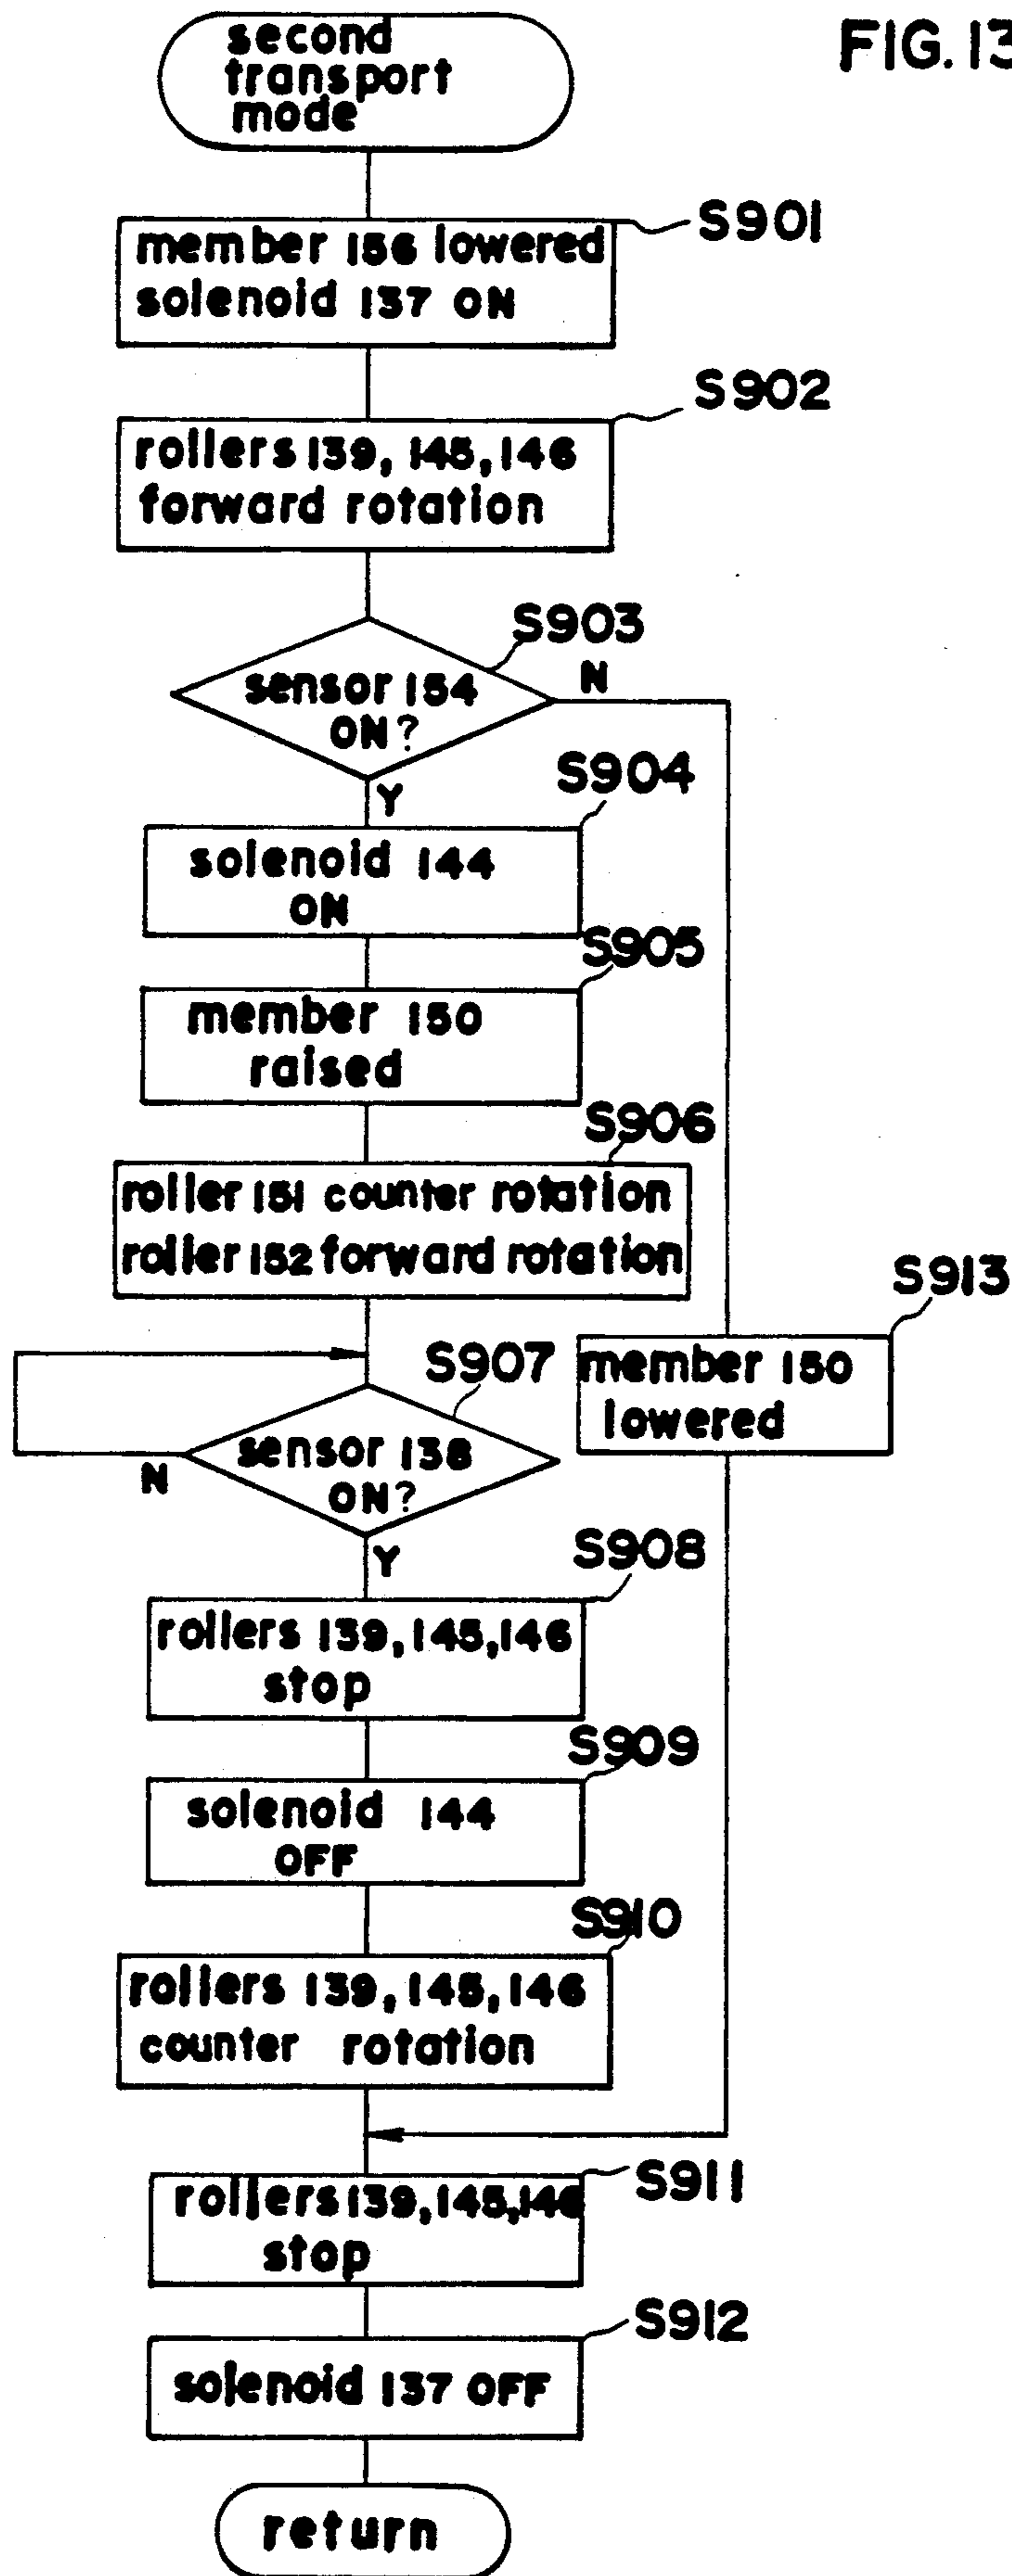 FIG. 13
second
transport
mode
S901
member 156 lowered
solenoid 137 ON
S902
rollers 139, 145, 146
forward rotation
S903
sensor 154
ON?
N
Y
S904
solenoid 144
ON
S905
member 150
raised
S906
roller 151 counter rotation
roller 152 forward rotation
S907
sensor 138
ON?
N
Y
S913
member 150
lowered
S908
rollers 139, 145, 146
stop
S909
solenoid 144
OFF
S910
rollers 139, 145, 146
counter rotation
S911
rollers 139, 145, 146
stop
S912
solenoid 137 OFF
return